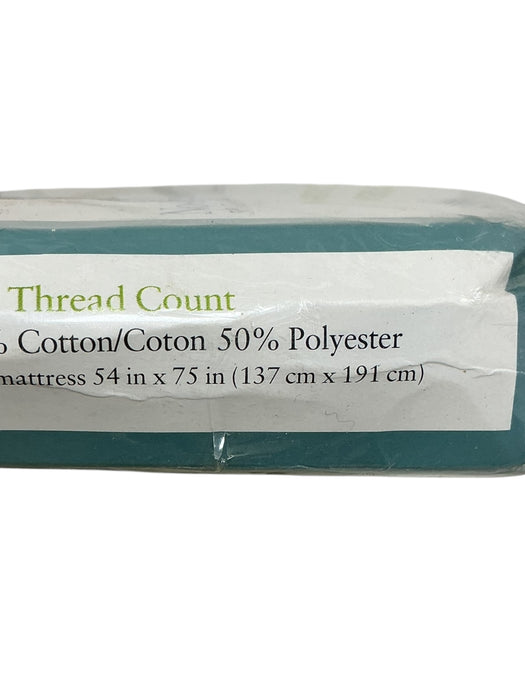 Thread Count
% Cotton/Coton 50% Polyester
mattress 54 in x 75 in (137 cm x 191 cm)